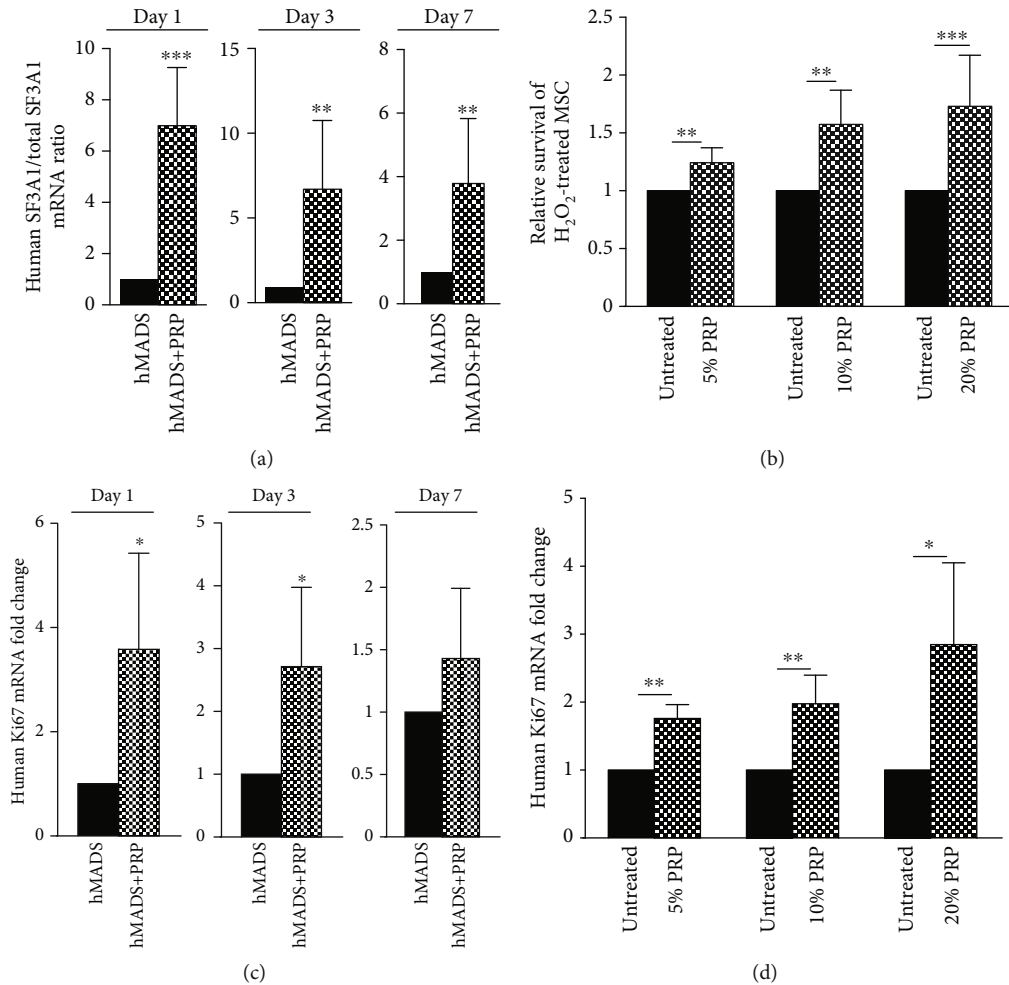 Day 1
Day 3
Day 7
Human SF3A1/total SF3A1
mRNA ratio
10
8
6
4
2
0
***
hMADS
hMADS+PRP
15
10
5
0
**
hMADS
hMADS+PRP
8
6
4
2
0
**
hMADS
hMADS+PRP
(a)
Relative survival of
H₂O₂-treated MSC
2.5
2
1.5
1
0.5
0
**
**
***
Untreated
5% PRP
Untreated
10% PRP
Untreated
20% PRP
(b)
Day 1
Day 3
Day 7
Human Ki67 mRNA fold change
6
4
2
0
*
hMADS
hMADS+PRP
5
4
3
2
1
0
*
hMADS
hMADS+PRP
2.5
2
1.5
1
0.5
0
hMADS
hMADS+PRP
(c)
Human Ki67 mRNA fold change
5
4
3
2
1
0
**
**
*
Untreated
5% PRP
Untreated
10% PRP
Untreated
20% PRP
(d)